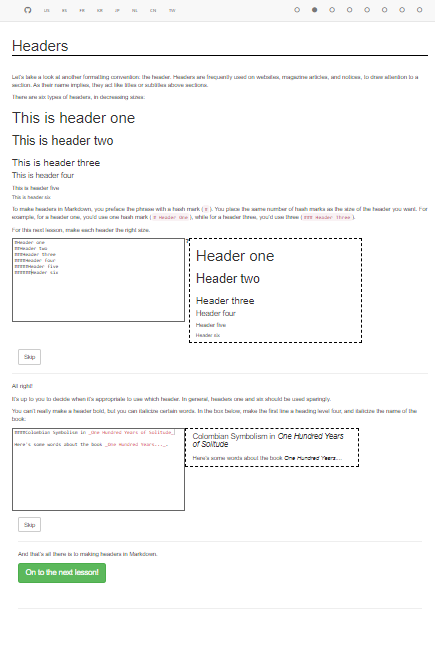 US ES FR KR JP NL CN TW
Headers
Let's take a look at another formatting convention: the header. Headers are frequently used on websites, magazine articles, and notices, to draw attention to a
section. As their name implies, they act like titles or subtitles above sections.
There are six types of headers, in decreasing sizes:
This is header one
This is header two
This is header three
This is header four
This is header five
This is header six
To make headers in Markdown, you preface the phrase with a hash mark ( # ). You place the same number of hash marks as the size of the header you want. For
example, for a header one, you'd use one hash mark ( # Header One ), while for a header three, you'd use three ( ### Header Three ).
For this next lesson, make each header the right size.
#Header one
##Header two
###Header three
####Header four
#####Header five
######Header six
Header one
Header two
Header three
Header four
Header five
Header six
Skip
All right!
It's up to you to decide when it's appropriate to use which header. In general, headers one and six should be used sparingly.
You can't really make a header bold, but you can italicize certain words. In the box below, make the first line a heading level four, and italicize the name of the
book:
####Colombian Symbolism in _One Hundred Years of Solitude_
Here's some words about the book _One Hundred Years..._.
Colombian Symbolism in One Hundred Years
of Solitude
Here's some words about the book One Hundred Years....
Skip
And that's all there is to making headers in Markdown.
On to the next lesson!